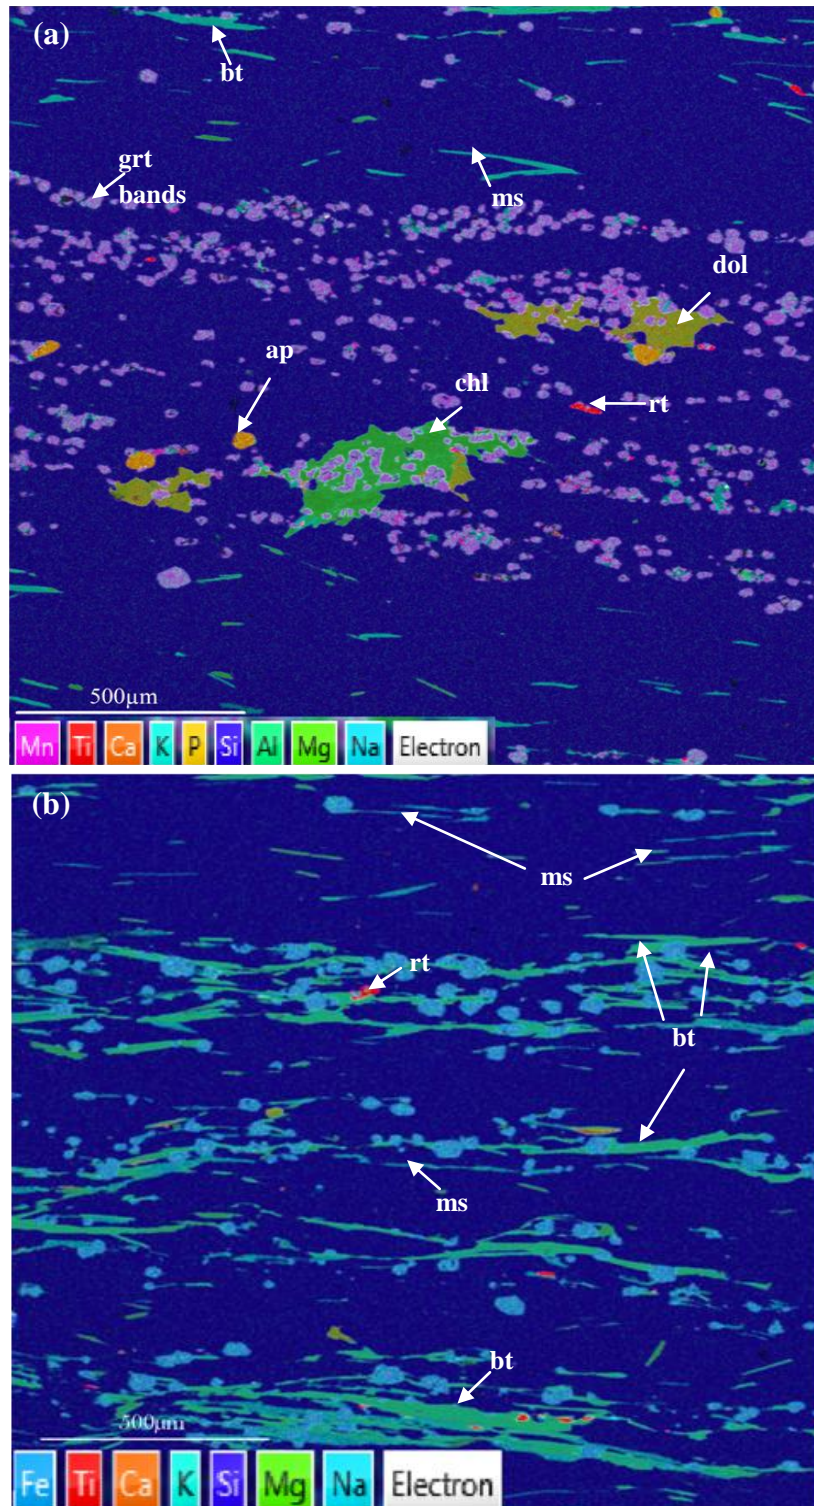 (a)
bt
grt
bands
ms
dol
ap
chl
rt
500µm
Mn Ti Ca K P Si Al Mg Na Electron
(b)
ms
rt
bt
ms
bt
500µm
Fe Ti Ca K Si Mg Na Electron